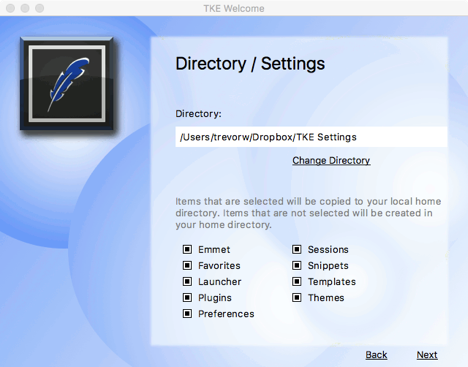 TKE Welcome
Directory / Settings
Directory:
/Users/trevorw/Dropbox/TKE Settings
Change Directory
Items that are selected will be copied to your local home
directory. Items that are not selected will be created in
your home directory.
Emmet
Favorites
Launcher
Plugins
Preferences
Sessions
Snippets
Templates
Themes
Back Next